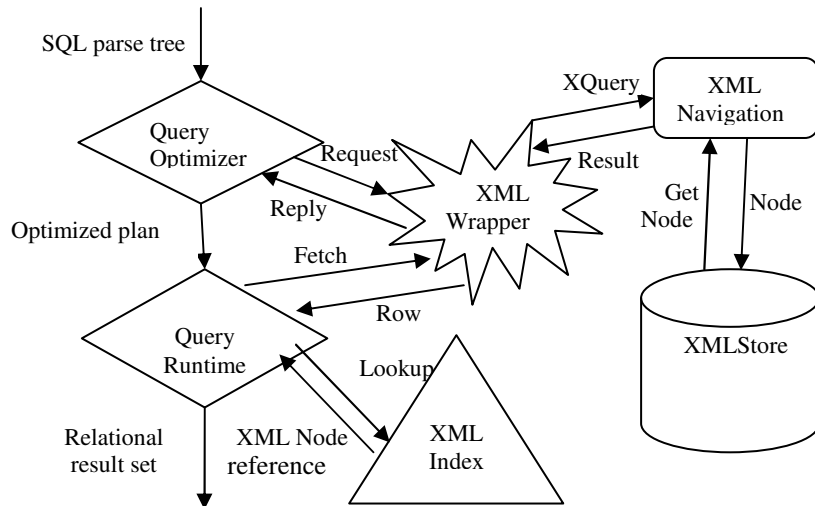 SQL parse tree
XQuery
XML
Navigation
Query
Optimizer
Request
Result
XML
Wrapper
Get
Node
Node
Reply
Optimized plan
Fetch
Row
Query
Runtime
XMLStore
Lookup
Relational
result set
XML Node
reference
XML
Index